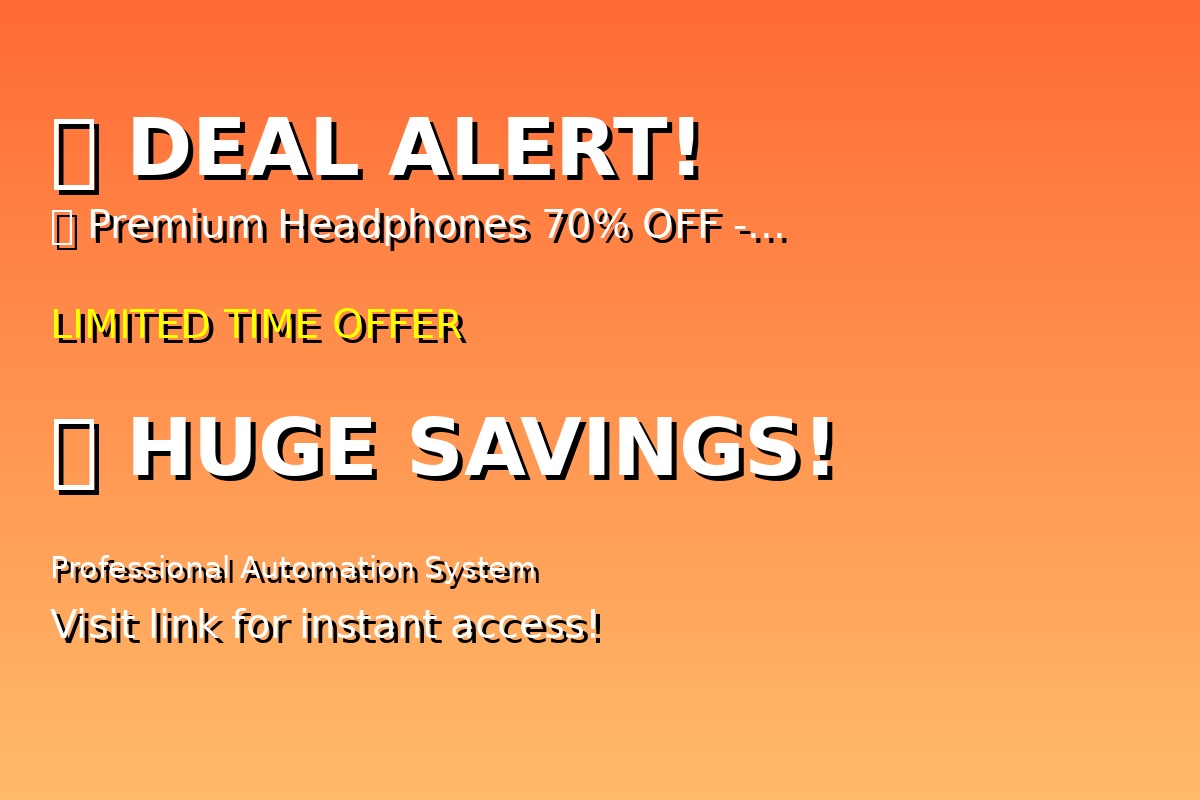 DEAL ALERT!
Premium Headphones 70% OFF -...
LIMITED TIME OFFER
HUGE SAVINGS!
Professional Automation System
Visit link for instant access!